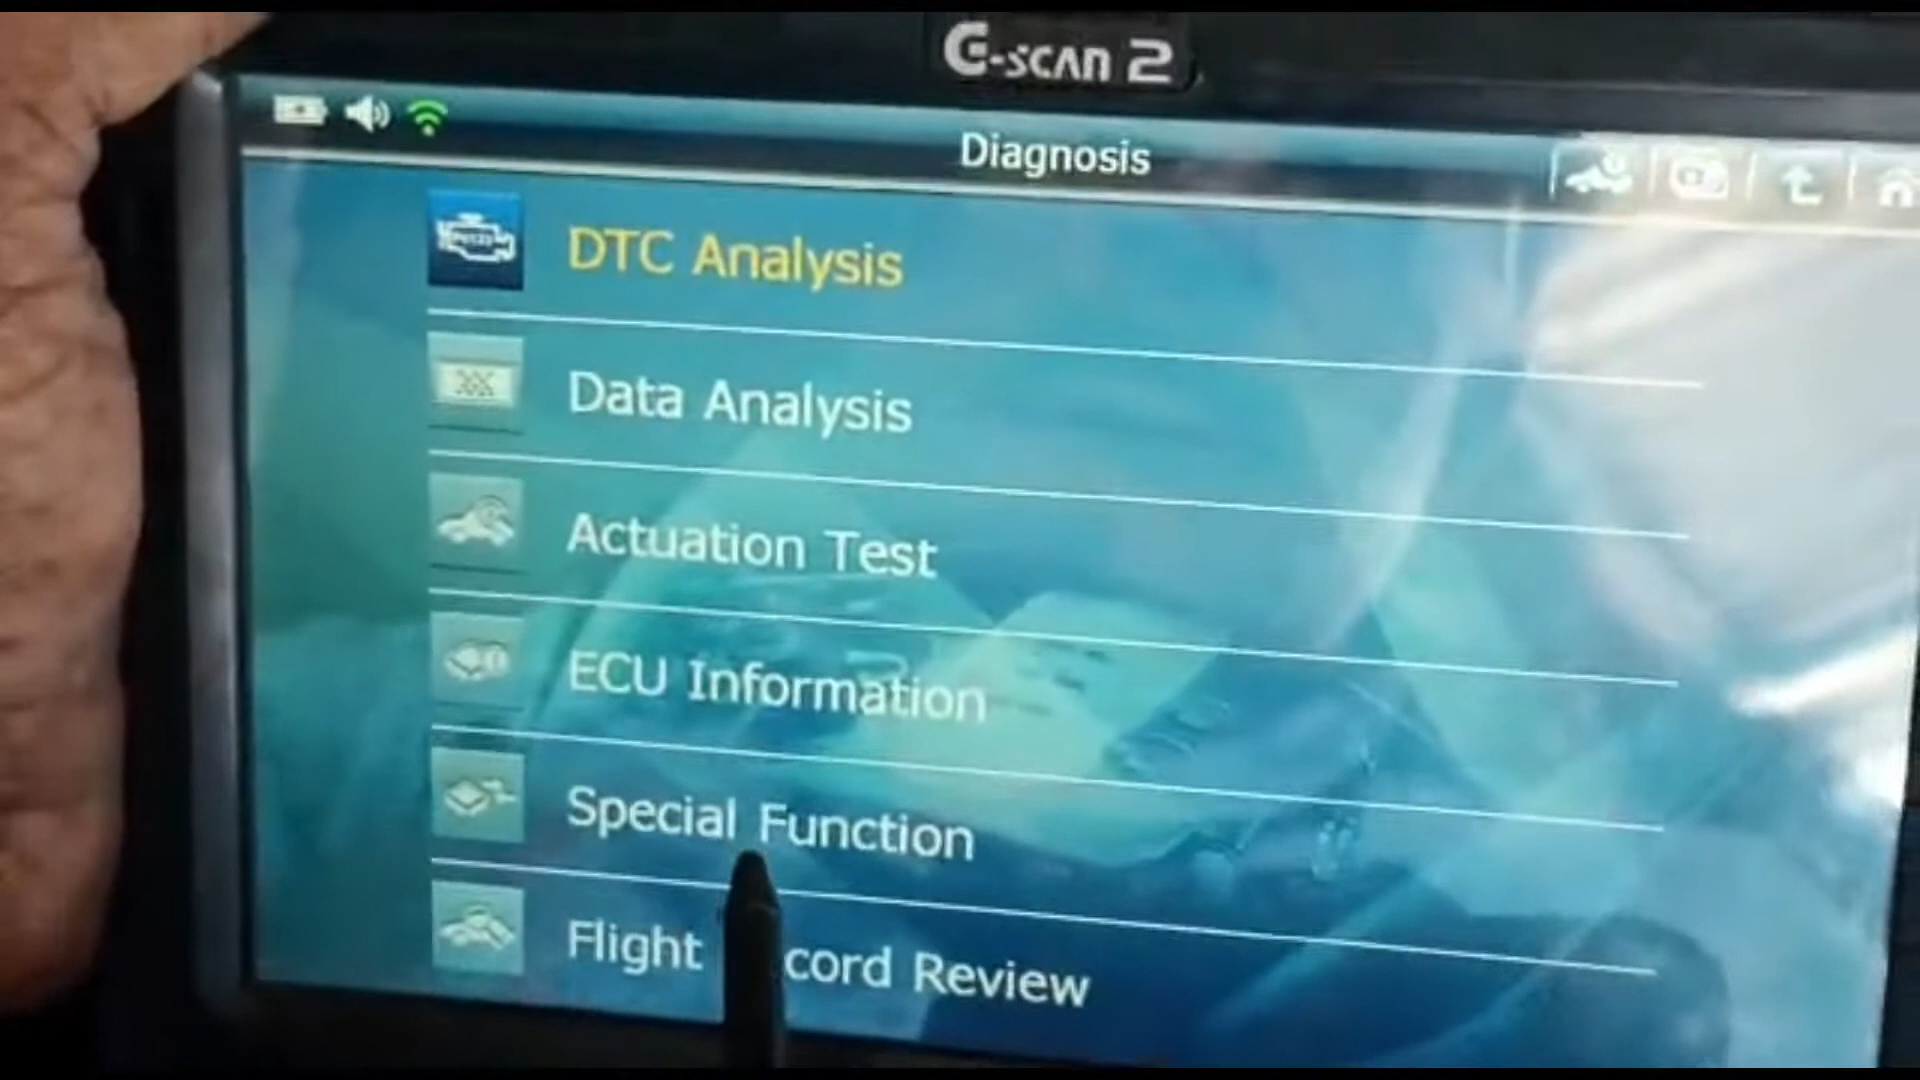 G-SCAN 2
Diagnosis
DTC Analysis
Data Analysis
Actuation Test
ECU Information
Special Function
Flight cord Review